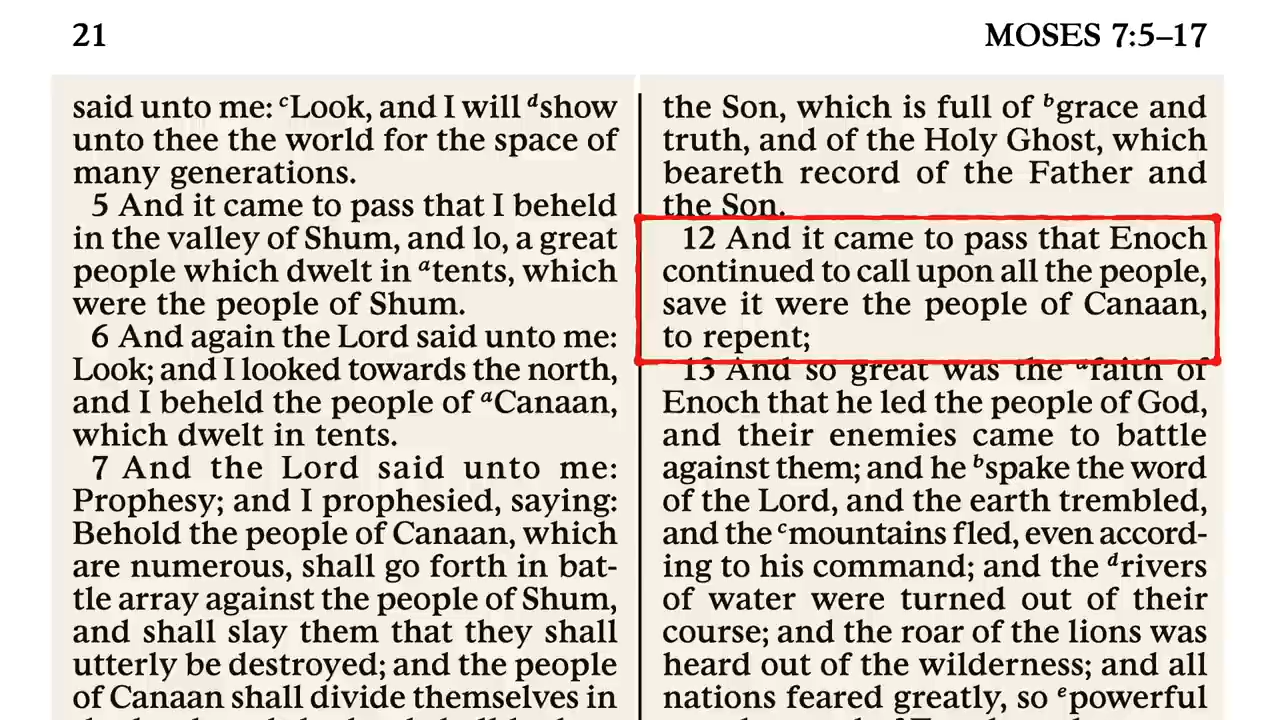 21
MOSES 7:5–17
said unto me: cLook, and I will dshow
unto thee the world for the space of
many generations.
5 And it came to pass that I beheld
in the valley of Shum, and lo, a great
people which dwelt in atents, which
were the people of Shum.
6 And again the Lord said unto me:
Look; and I looked towards the north,
and I beheld the people of aCanaan,
which dwelt in tents.
7 And the Lord said unto me:
Prophesy; and I prophesied, saying:
Behold the people of Canaan, which
are numerous, shall go forth in bat-
tle array against the people of Shum,
and shall slay them that they shall
utterly be destroyed; and the people
of Canaan shall divide themselves in
the Son, which is full of bgrace and
truth, and of the Holy Ghost, which
beareth record of the Father and
the Son.
12 And it came to pass that Enoch
continued to call upon all the people,
save it were the people of Canaan,
to repent;
13 And so great was the afaith of
Enoch that he led the people of God,
and their enemies came to battle
against them; and he bspake the word
of the Lord, and the earth trembled,
and the cmountains fled, even accord-
ing to his command; and the drivers
of water were turned out of their
course; and the roar of the lions was
heard out of the wilderness; and all
nations feared greatly, so epowerful